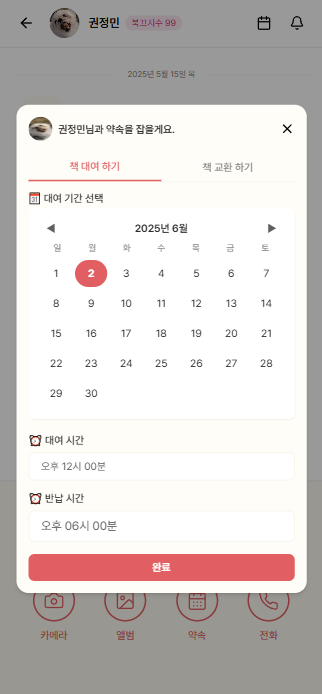 권정민 북끄지수 99
2025년 5월 15일 목
권정민님과 약속을 잡을게요.
책 대여 하기 책 교환 하기
대여 기간 선택
◀ 2025년 6월 ▶
일 월 화 수 목 금 토
1 2 3 4 5 6 7
8 9 10 11 12 13 14
15 16 17 18 19 20 21
22 23 24 25 26 27 28
29 30
대여 시간
오후 12시 00분
반납 시간
오후 06시 00분
완료
카메라 앨범 약속 전화